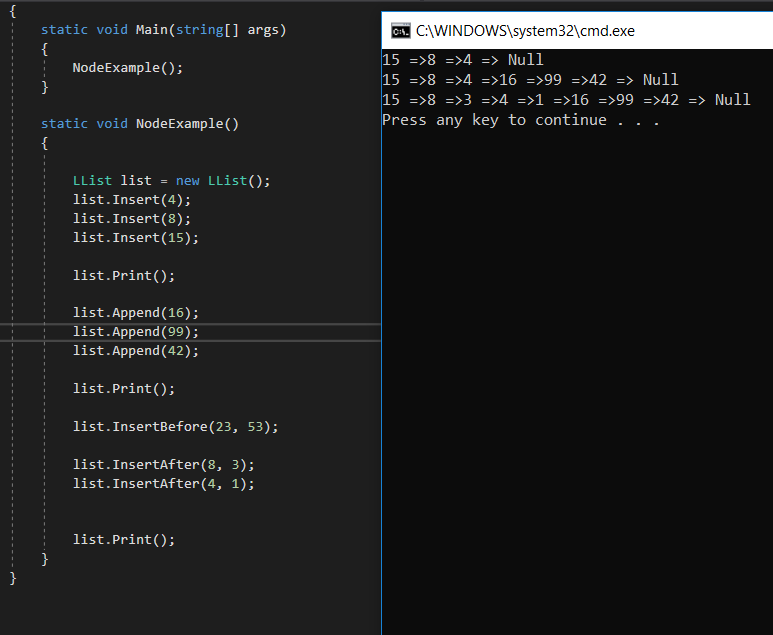 {
static void Main(string[] args)
{
NodeExample();
}
static void NodeExample()
{
LList list = new LList();
list.Insert(4);
list.Insert(8);
list.Insert(15);
list.Print();
list.Append(16);
list.Append(99);
list.Append(42);
list.Print();
list.InsertBefore(23, 53);
list.InsertAfter(8, 3);
list.InsertAfter(4, 1);
list.Print();
}
}
C:\WINDOWS\system32\cmd.exe
15 =>8 =>4 => Null
15 =>8 =>4 =>16 =>99 =>42 => Null
15 =>8 =>3 =>4 =>1 =>16 =>99 =>42 => Null
Press any key to continue . . .